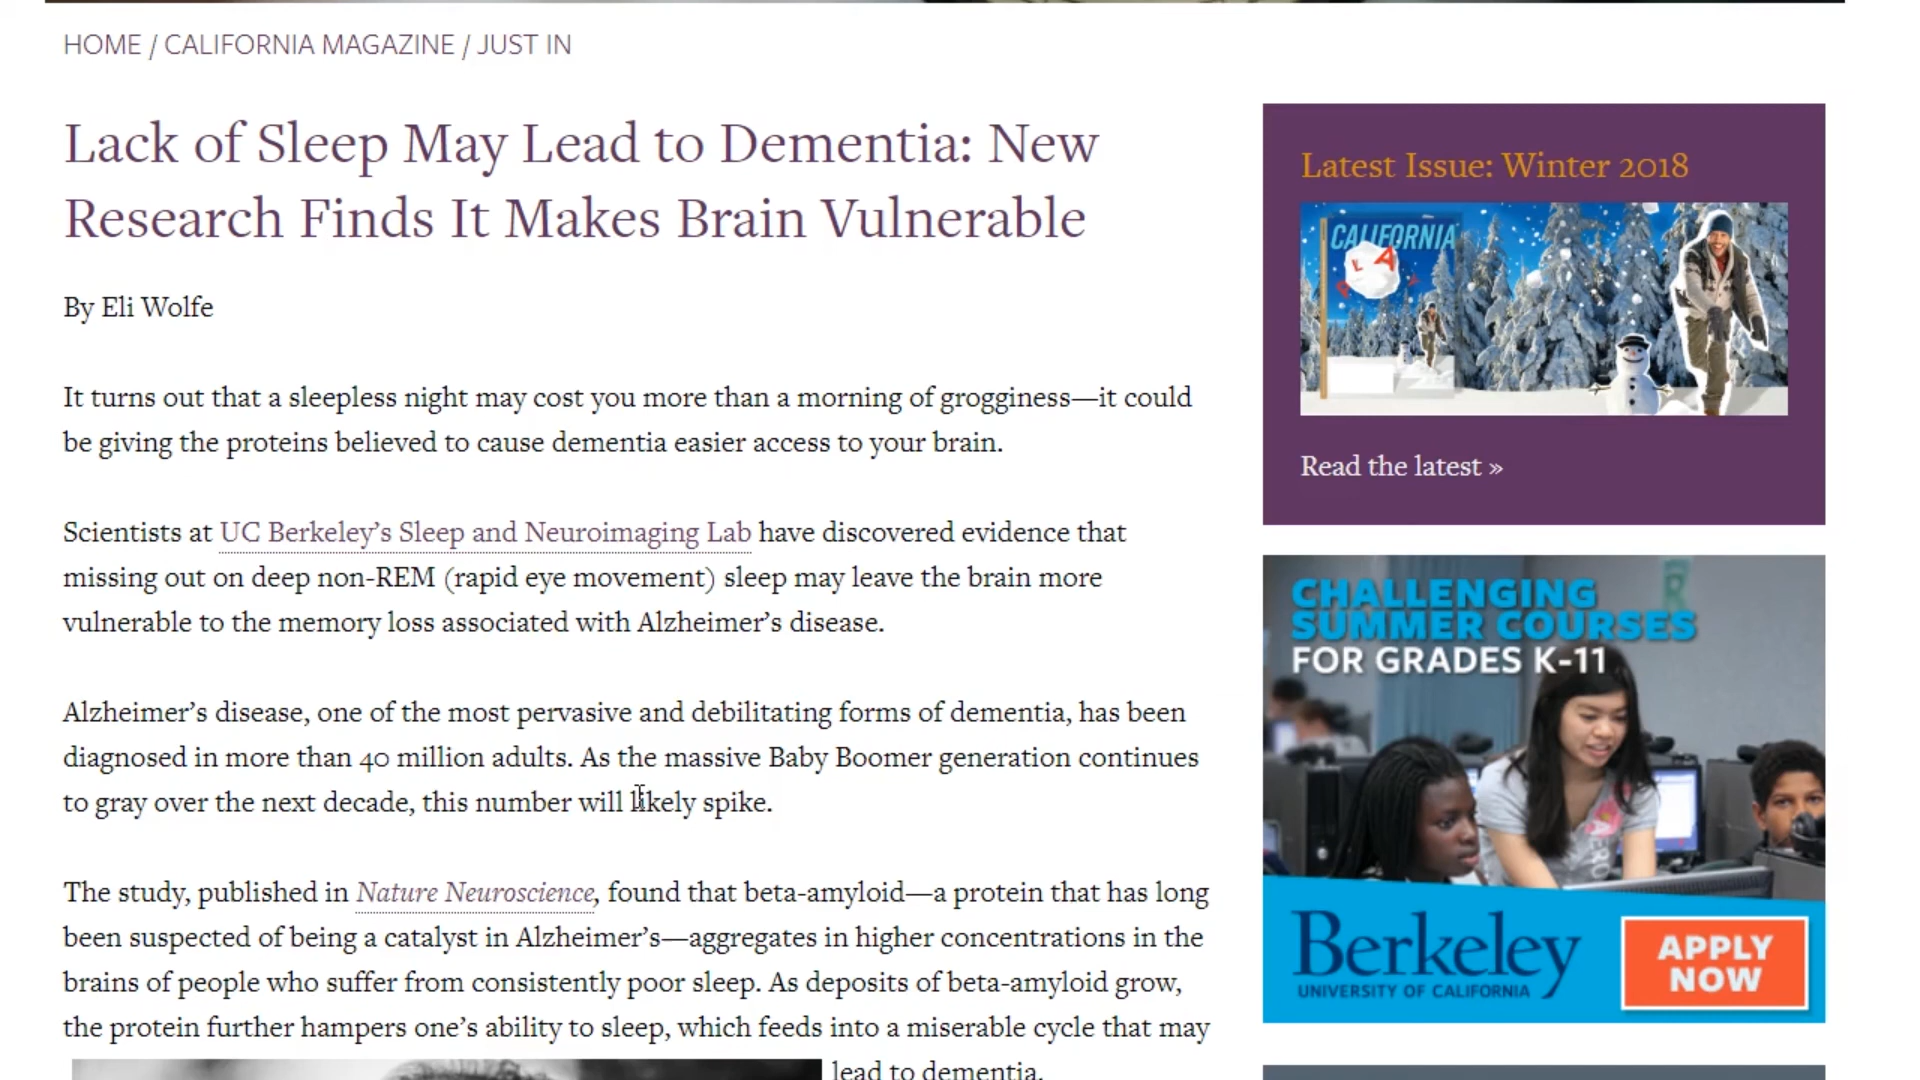 HOME / CALIFORNIA MAGAZINE / JUST IN
Lack of Sleep May Lead to Dementia: New
Research Finds It Makes Brain Vulnerable
By Eli Wolfe
It turns out that a sleepless night may cost you more than a morning of grogginess—it could
be giving the proteins believed to cause dementia easier access to your brain.
Scientists at UC Berkeley’s Sleep and Neuroimaging Lab have discovered evidence that
missing out on deep non-REM (rapid eye movement) sleep may leave the brain more
vulnerable to the memory loss associated with Alzheimer’s disease.
Alzheimer’s disease, one of the most pervasive and debilitating forms of dementia, has been
diagnosed in more than 40 million adults. As the massive Baby Boomer generation continues
to gray over the next decade, this number will likely spike.
The study, published in Nature Neuroscience, found that beta-amyloid—a protein that has long
been suspected of being a catalyst in Alzheimer’s—aggregates in higher concentrations in the
brains of people who suffer from consistently poor sleep. As deposits of beta-amyloid grow,
the protein further hampers one’s ability to sleep, which feeds into a miserable cycle that may
lead to dementia.
Latest Issue: Winter 2018
CALIFORNIA
Read the latest »
CHALLENGING
SUMMER COURSES
FOR GRADES K-11
Berkeley
UNIVERSITY OF CALIFORNIA
APPLY
NOW